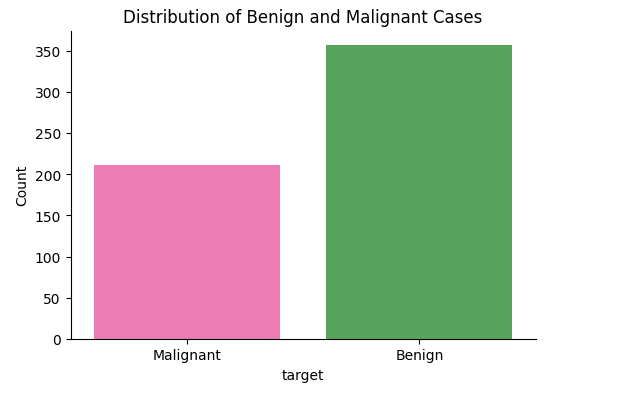 Distribution of Benign and Malignant Cases
350
300
250
200
150
100
50
0
Count
Malignant
Benign
target